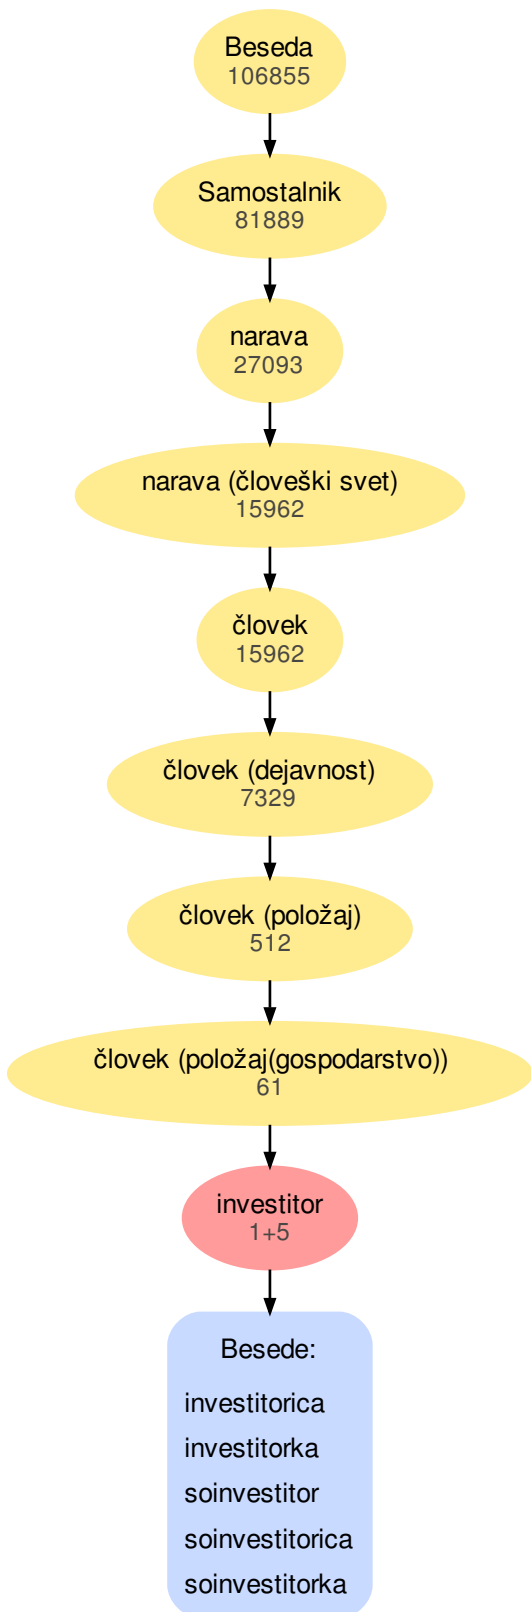 Beseda
106855
Samostalnik
81889
narava
27093
narava (človeški svet)
15962
človek
15962
človek (dejavnost)
7329
človek (položaj)
512
človek (položaj(gospodarstvo))
61
investitor
1+5
Besede:
investitorica
investitorka
soinvestitor
soinvestitorica
soinvestitorka